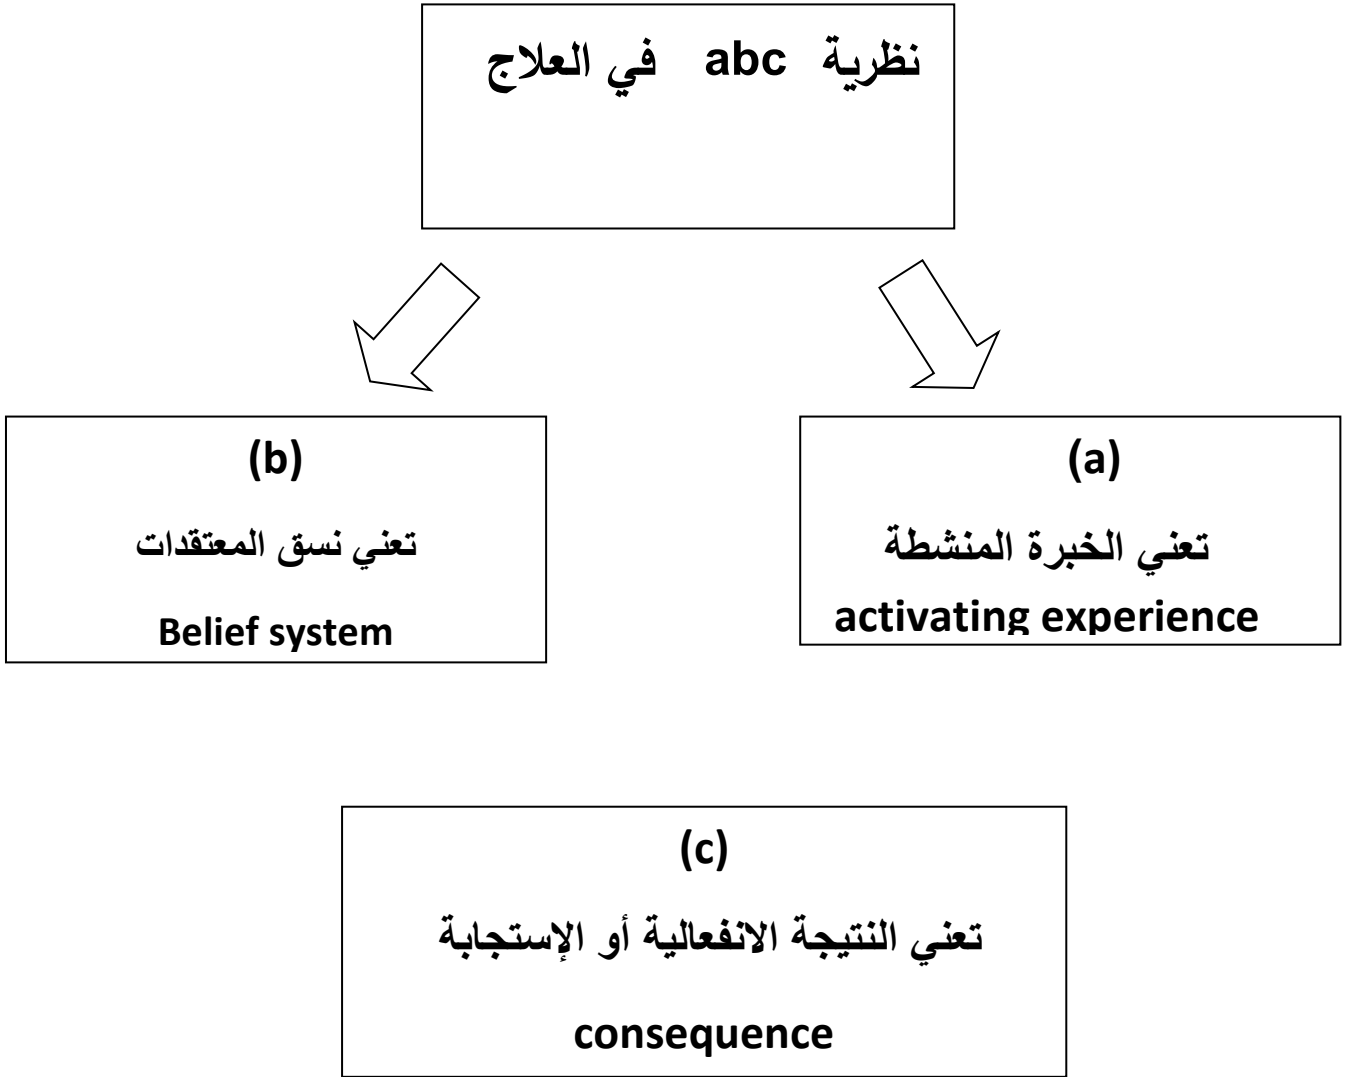 نظرية abc في العلاج
(a)
تعني الخبرة المنشطة
activating experience
(b)
تعني نسق المعتقدات
Belief system
(c)
تعني النتيجة الانفعالية أو الإستجابة
consequence